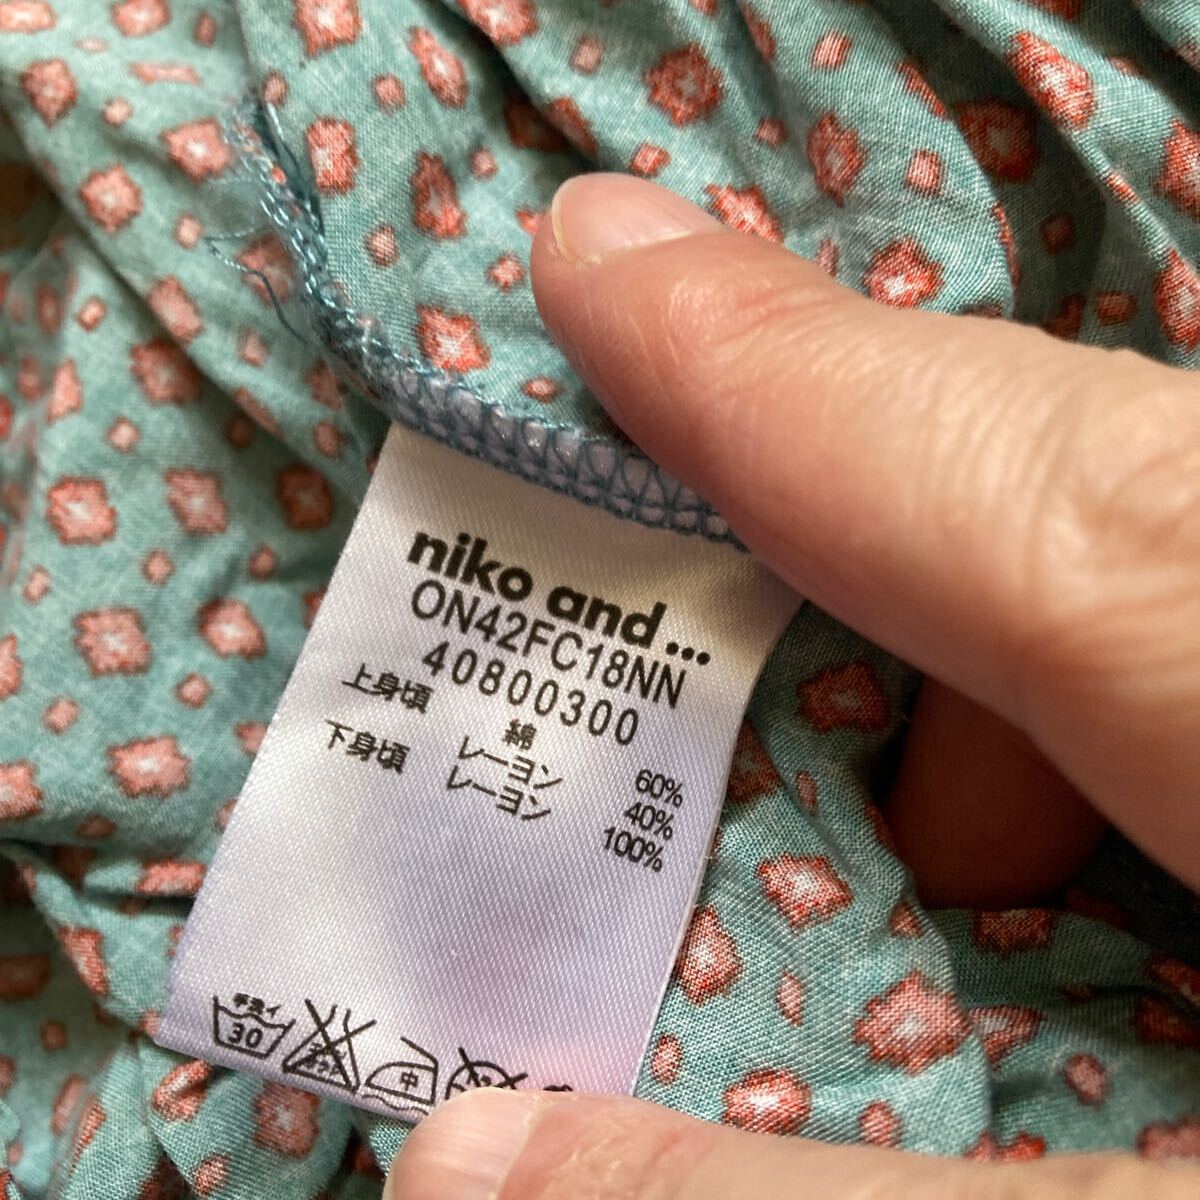 niko and...
ON42FC18NN
40800300
上身頃 綿 60%
レーヨン 40%
下身頃 レーヨン 100%
手洗イ
30
中